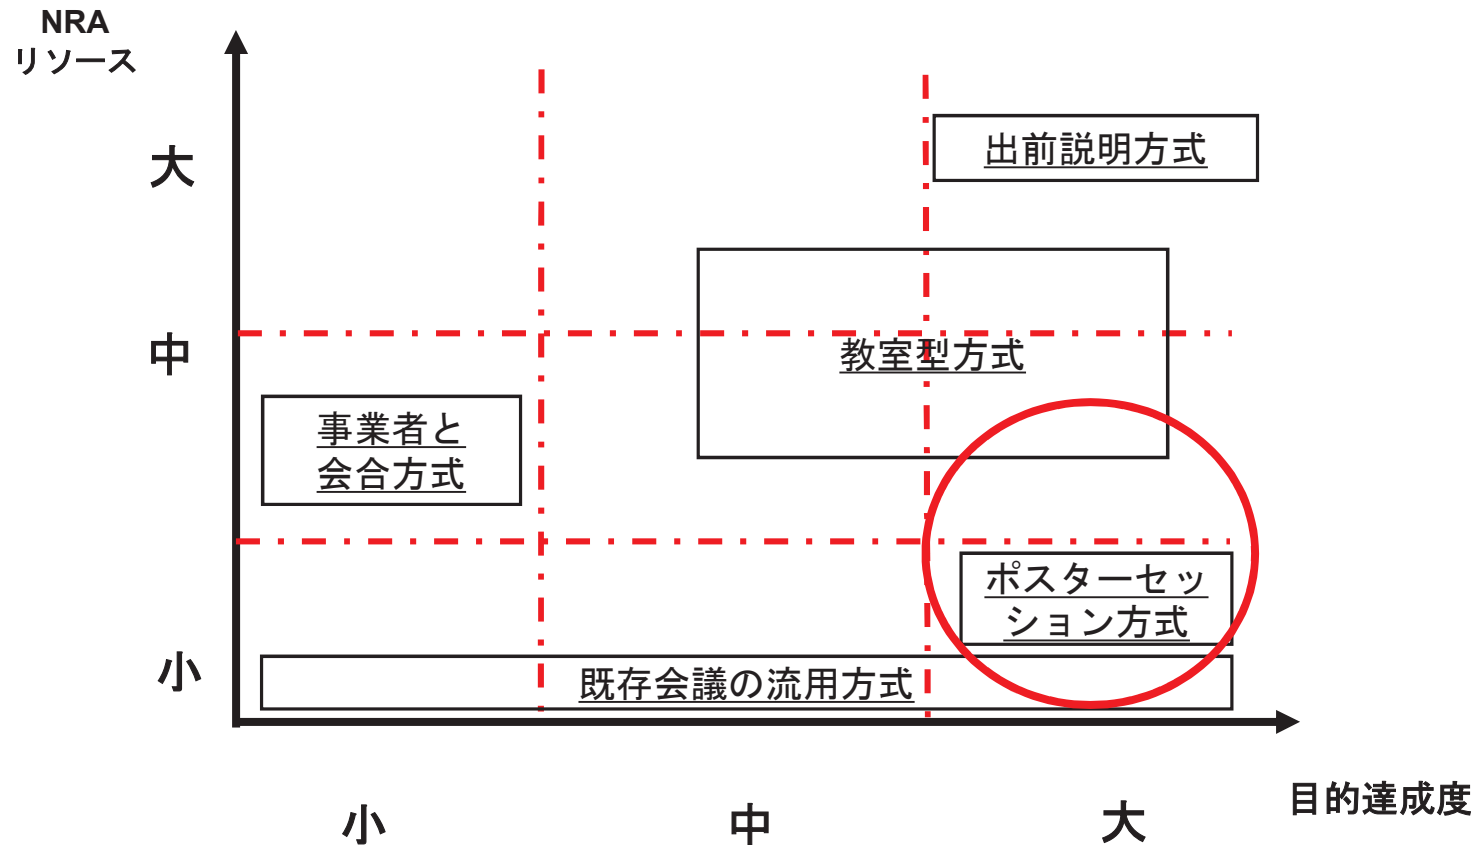 NRA
リソース
大
出前説明方式
中
教室型方式
事業者と
会合方式
ポスターセッ
ション方式
小
既存会議の流用方式
小
中
大
目的達成度